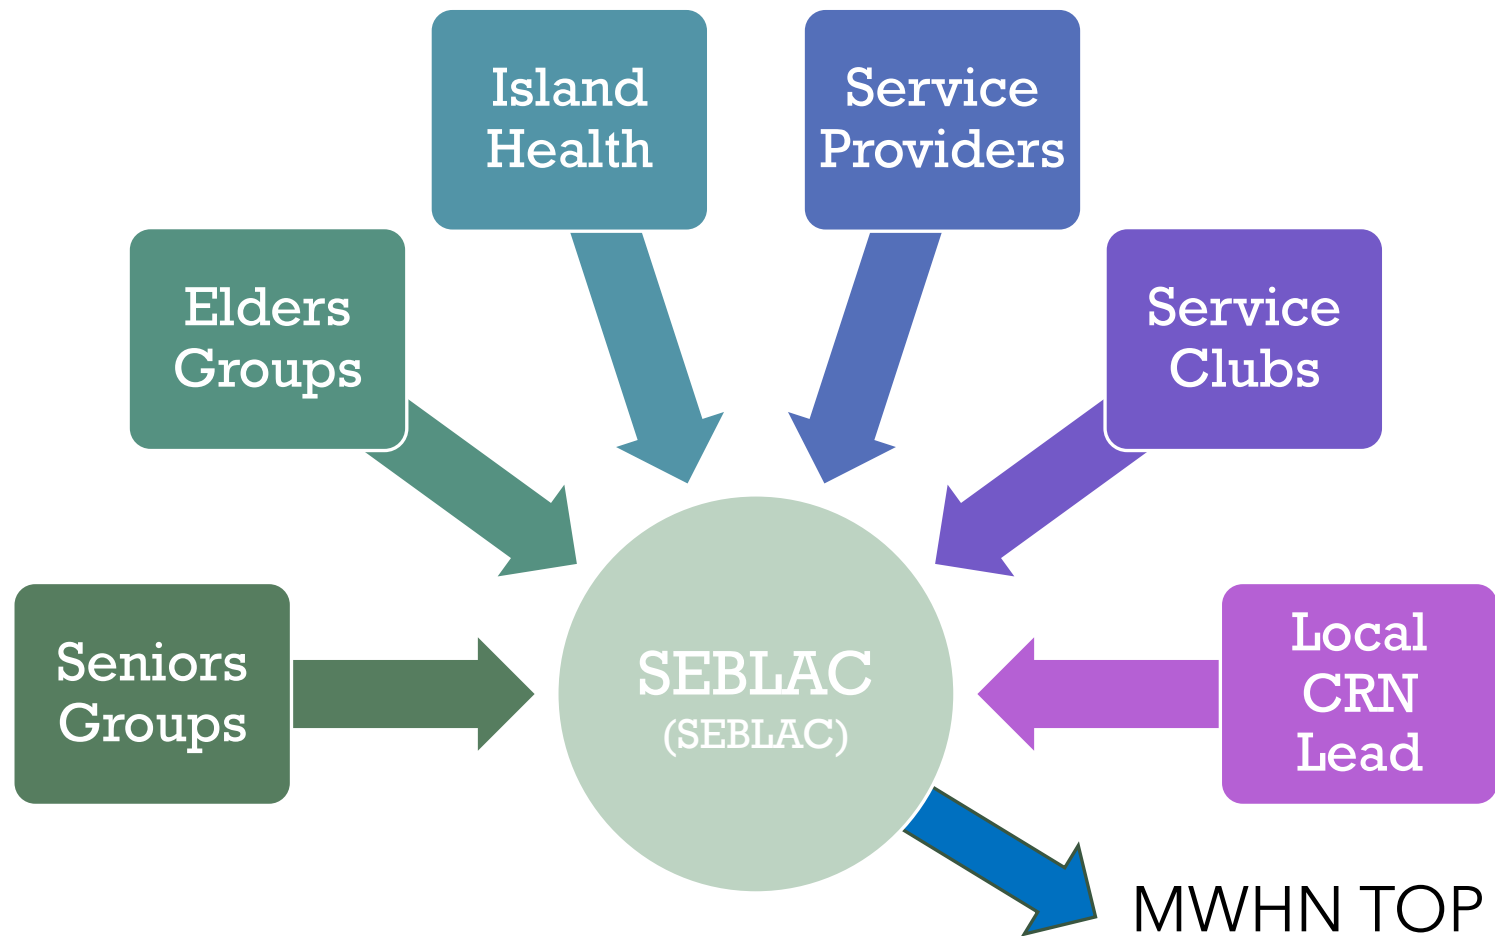 Island
Health
Service
Providers
Elders
Groups
Service
Clubs
Seniors
Groups
SEBLAC
(SEBLAC)
Local
CRN
Lead
MWHN TOP